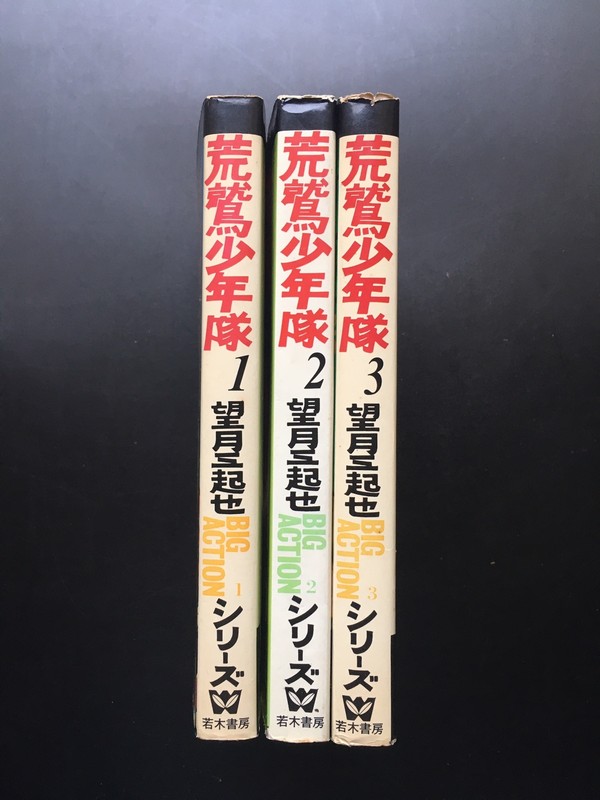 荒鷲少年隊
1
望月三起也
BIG
ACTION
1
シリーズ
若木書房
荒鷲少年隊
2
望月三起也
BIG
ACTION
2
シリーズ
若木書房
荒鷲少年隊
3
望月三起也
BIG
ACTION
3
シリーズ
若木書房